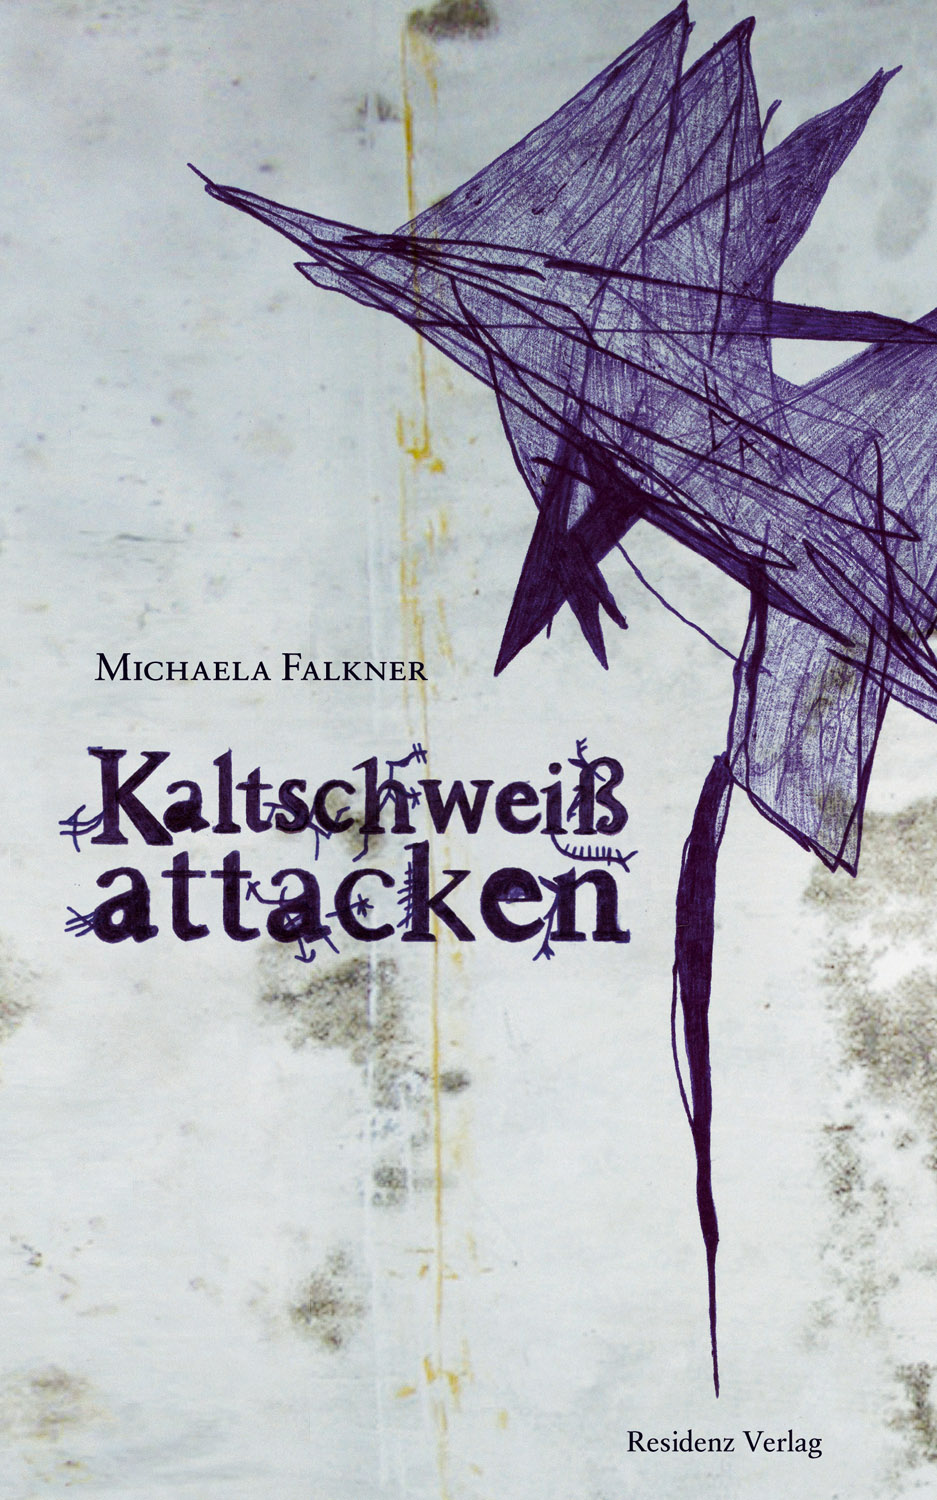 Michaela Falkner
Kaltschweiß
attacken
Residenz Verlag